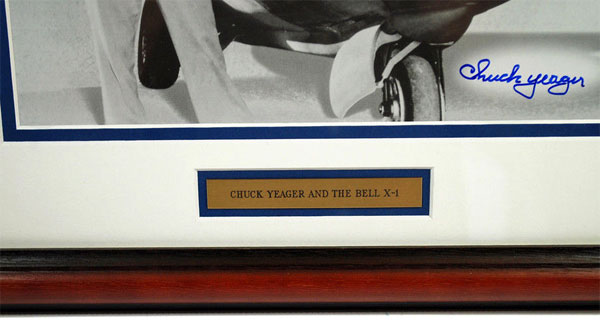 Chuck Yeager
CHUCK YEAGER AND THE BELL X-1